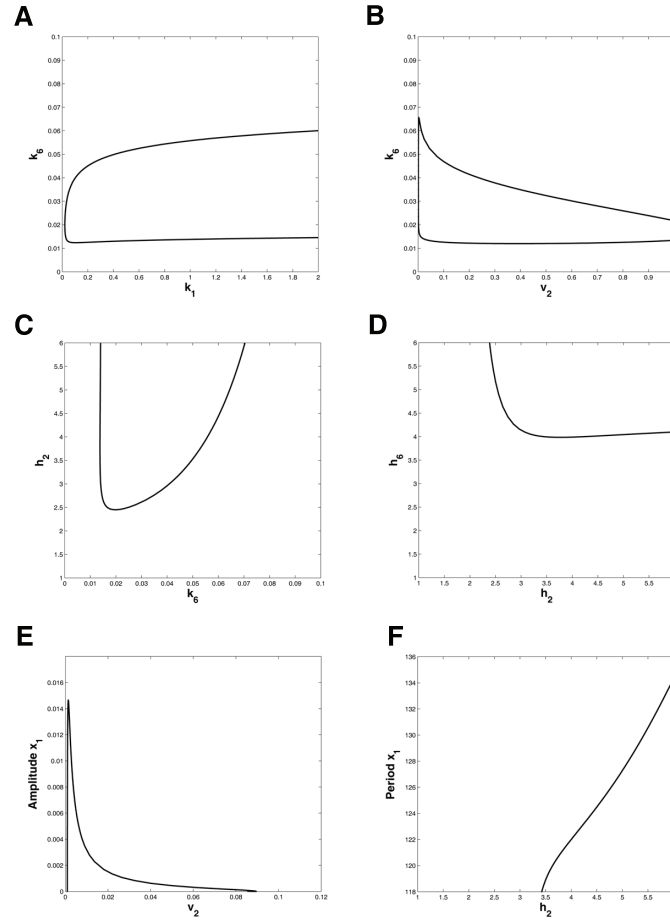 A
0.1
0.09
0.08
0.07
0.06
0.05
0.04
0.03
0.02
0.01
0
k6
0 0.2 0.4 0.6 0.8 1 1.2 1.4 1.6 1.8 2
k1
B
0.1
0.09
0.08
0.07
0.06
0.05
0.04
0.03
0.02
0.01
0
k6
0 0.1 0.2 0.3 0.4 0.5 0.6 0.7 0.8 0.9
v2
C
6
5.5
5
4.5
4
3.5
3
2.5
2
1.5
1
h2
0 0.01 0.02 0.03 0.04 0.05 0.06 0.07 0.08 0.09 0.1
k6
D
6
5.5
5
4.5
4
3.5
3
2.5
2
1.5
1
h6
1 1.5 2 2.5 3 3.5 4 4.5 5 5.5
h2
E
0.016
0.014
0.012
0.01
0.008
0.006
0.004
0.002
0
Amplitude x1
0 0.02 0.04 0.06 0.08 0.1 0.12
v2
F
136
134
132
130
128
126
124
122
120
118
Period x1
1 1.5 2 2.5 3 3.5 4 4.5 5 5.5
h2